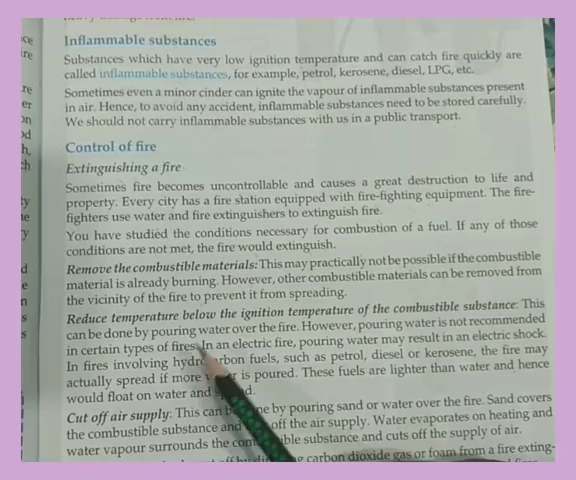 Inflammable substances
Substances which have very low ignition temperature and can catch fire quickly are
called inflammable substances, for example, petrol, kerosene, diesel, LPG, etc.
Sometimes even a minor cinder can ignite the vapour of inflammable substances present
in air. Hence, to avoid any accident, inflammable substances need to be stored carefully.
We should not carry inflammable substances with us in a public transport.
Control of fire
Extinguishing a fire
Sometimes fire becomes uncontrollable and causes a great destruction to life and
property. Every city has a fire station equipped with fire-fighting equipment. The fire-
fighters use water and fire extinguishers to extinguish fire.
You have studied the conditions necessary for combustion of a fuel. If any of those
conditions are not met, the fire would extinguish.
Remove the combustible materials: This may practically not be possible if the combustible
material is already burning. However, other combustible materials can be removed from
the vicinity of the fire to prevent it from spreading.
Reduce temperature below the ignition temperature of the combustible substance: This
can be done by pouring water over the fire. However, pouring water is not recommended
in certain types of fires. In an electric fire, pouring water may result in an electric shock.
In fires involving hydrocarbon fuels, such as petrol, diesel or kerosene, the fire may
actually spread if more is poured. These fuels are lighter than water and hence
would float on water and
Cut off air supply: This can be by pouring sand or water over the fire. Sand covers
the combustible substance and off the air supply. Water evaporates on heating and
water vapour surrounds the substance and cuts off the supply of air.
carbon dioxide gas or foam from a fire exting-